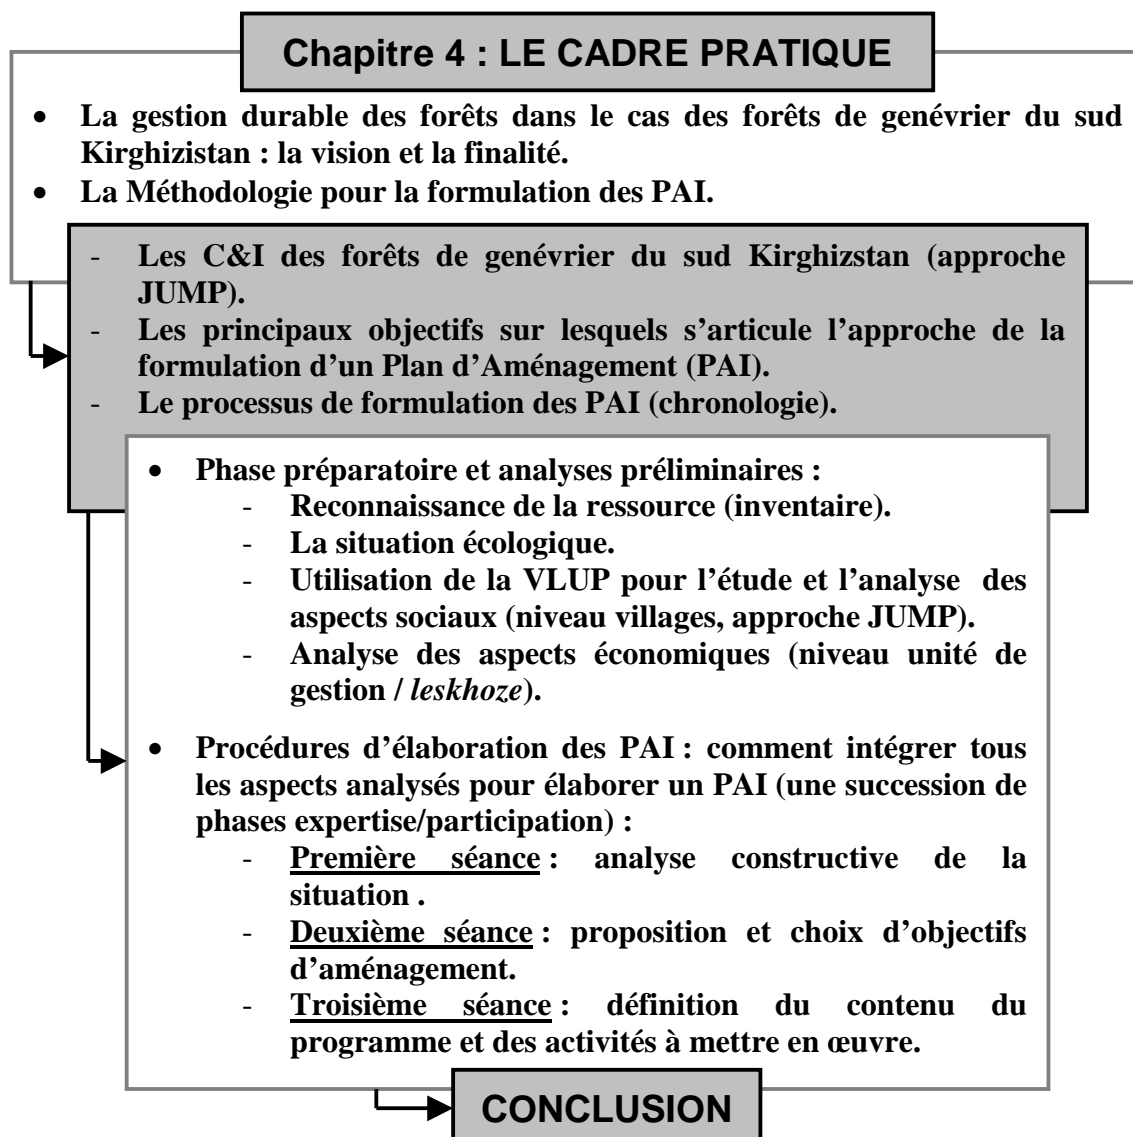 Chapitre 4 : LE CADRE PRATIQUE
• La gestion durable des forêts dans le cas des forêts de genévrier du sud
Kirghizistan : la vision et la finalité.
• La Méthodologie pour la formulation des PAI.
- Les C&I des forêts de genévrier du sud Kirghizstan (approche
JUMP).
- Les principaux objectifs sur lesquels s’articule l’approche de la
formulation d’un Plan d’Aménagement (PAI).
- Le processus de formulation des PAI (chronologie).
• Phase préparatoire et analyses préliminaires :
- Reconnaissance de la ressource (inventaire).
- La situation écologique.
- Utilisation de la VLUP pour l’étude et l’analyse des
aspects sociaux (niveau villages, approche JUMP).
- Analyse des aspects économiques (niveau unité de
gestion / leskhoze).
• Procédures d’élaboration des PAI : comment intégrer tous
les aspects analysés pour élaborer un PAI (une succession de
phases expertise/participation) :
- Première séance : analyse constructive de la
situation .
- Deuxième séance : proposition et choix d’objectifs
d’aménagement.
- Troisième séance : définition du contenu du
programme et des activités à mettre en œuvre.
CONCLUSION